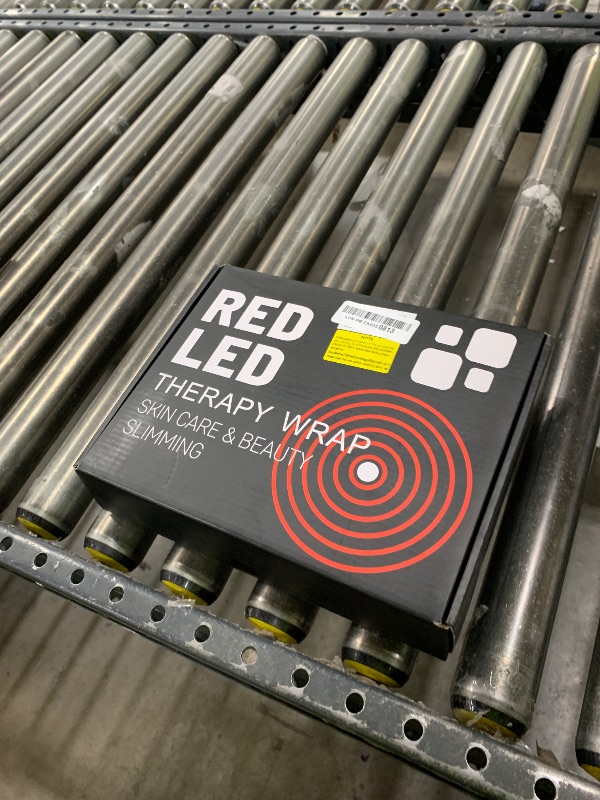 RED
LED
THERAPY WRAP
SKIN CARE & BEAUTY
SLIMMING